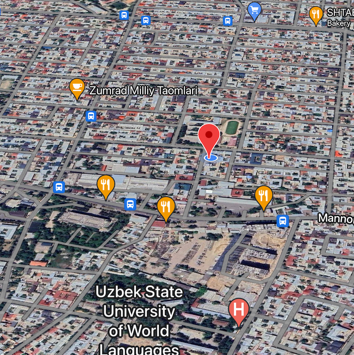 SHTA
Bakery
Zumrad Milliy Taomlari
Manno
Uzbek State
University
of World
Languages
H